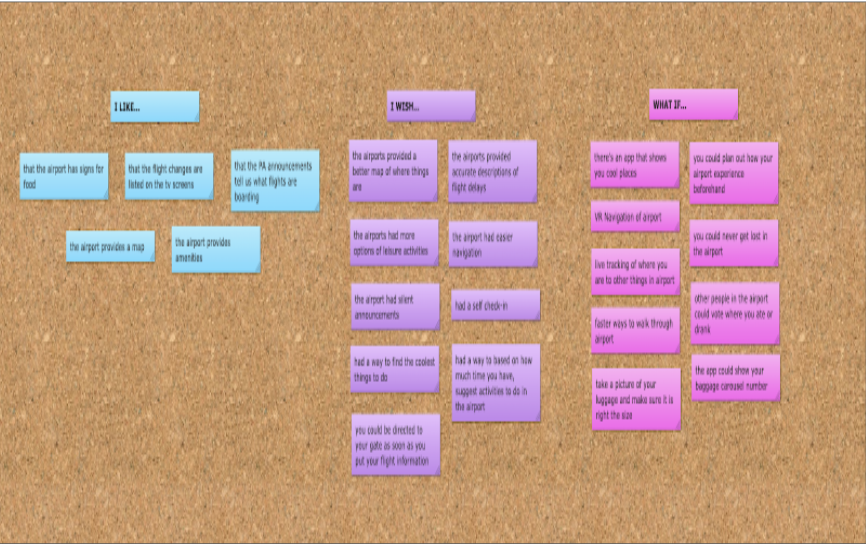 I LIKE...
that the airport has signs for
food
that the flight changes are
listed on the tv screens
that the PA announcements
tell us what flights are
boarding
the airport provides a map
the airport provides
amenities
I WISH...
the airports provided a
better map of where things
are
the airports provided
accurate descriptions of
flight delays
the airports had more
options of leisure activities
the airport had easier
navigation
the airport had silent
announcements
had a self check-in
had a way to find the coolest
things to do
had a way to based on how
much time you have,
suggest activities to do in
the airport
you could be directed to
your gate as soon as you
put your flight information
WHAT IF...
there's an app that shows
you cool places
you could plan out how your
airport experience
beforehand
VR Navigation of airport
you could never get lost in
the airport
live tracking of where you
are to other things in airport
other people in the airport
could vote where you ate or
drank
faster ways to walk through
airport
the app could show your
baggage carousel number
take a picture of your
luggage and make sure it is
right the size